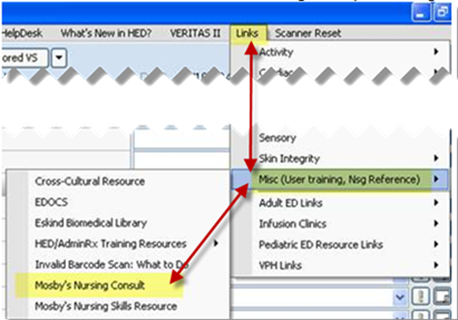 HelpDesk What's New in HED? VERITAS II Links Scanner Reset
ored VS
Activity
Sensory
Skin Integrity
Misc (User training, Nsg Reference)
Adult ED Links
Infusion Clinics
Pediatric ED Resource Links
VPH Links
Cross-Cultural Resource
EDOCS
Eskind Biomedical Library
HED/AdminRx Training Resources
Invalid Barcode Scan: What to Do
Mosby's Nursing Consult
Mosby's Nursing Skills Resource